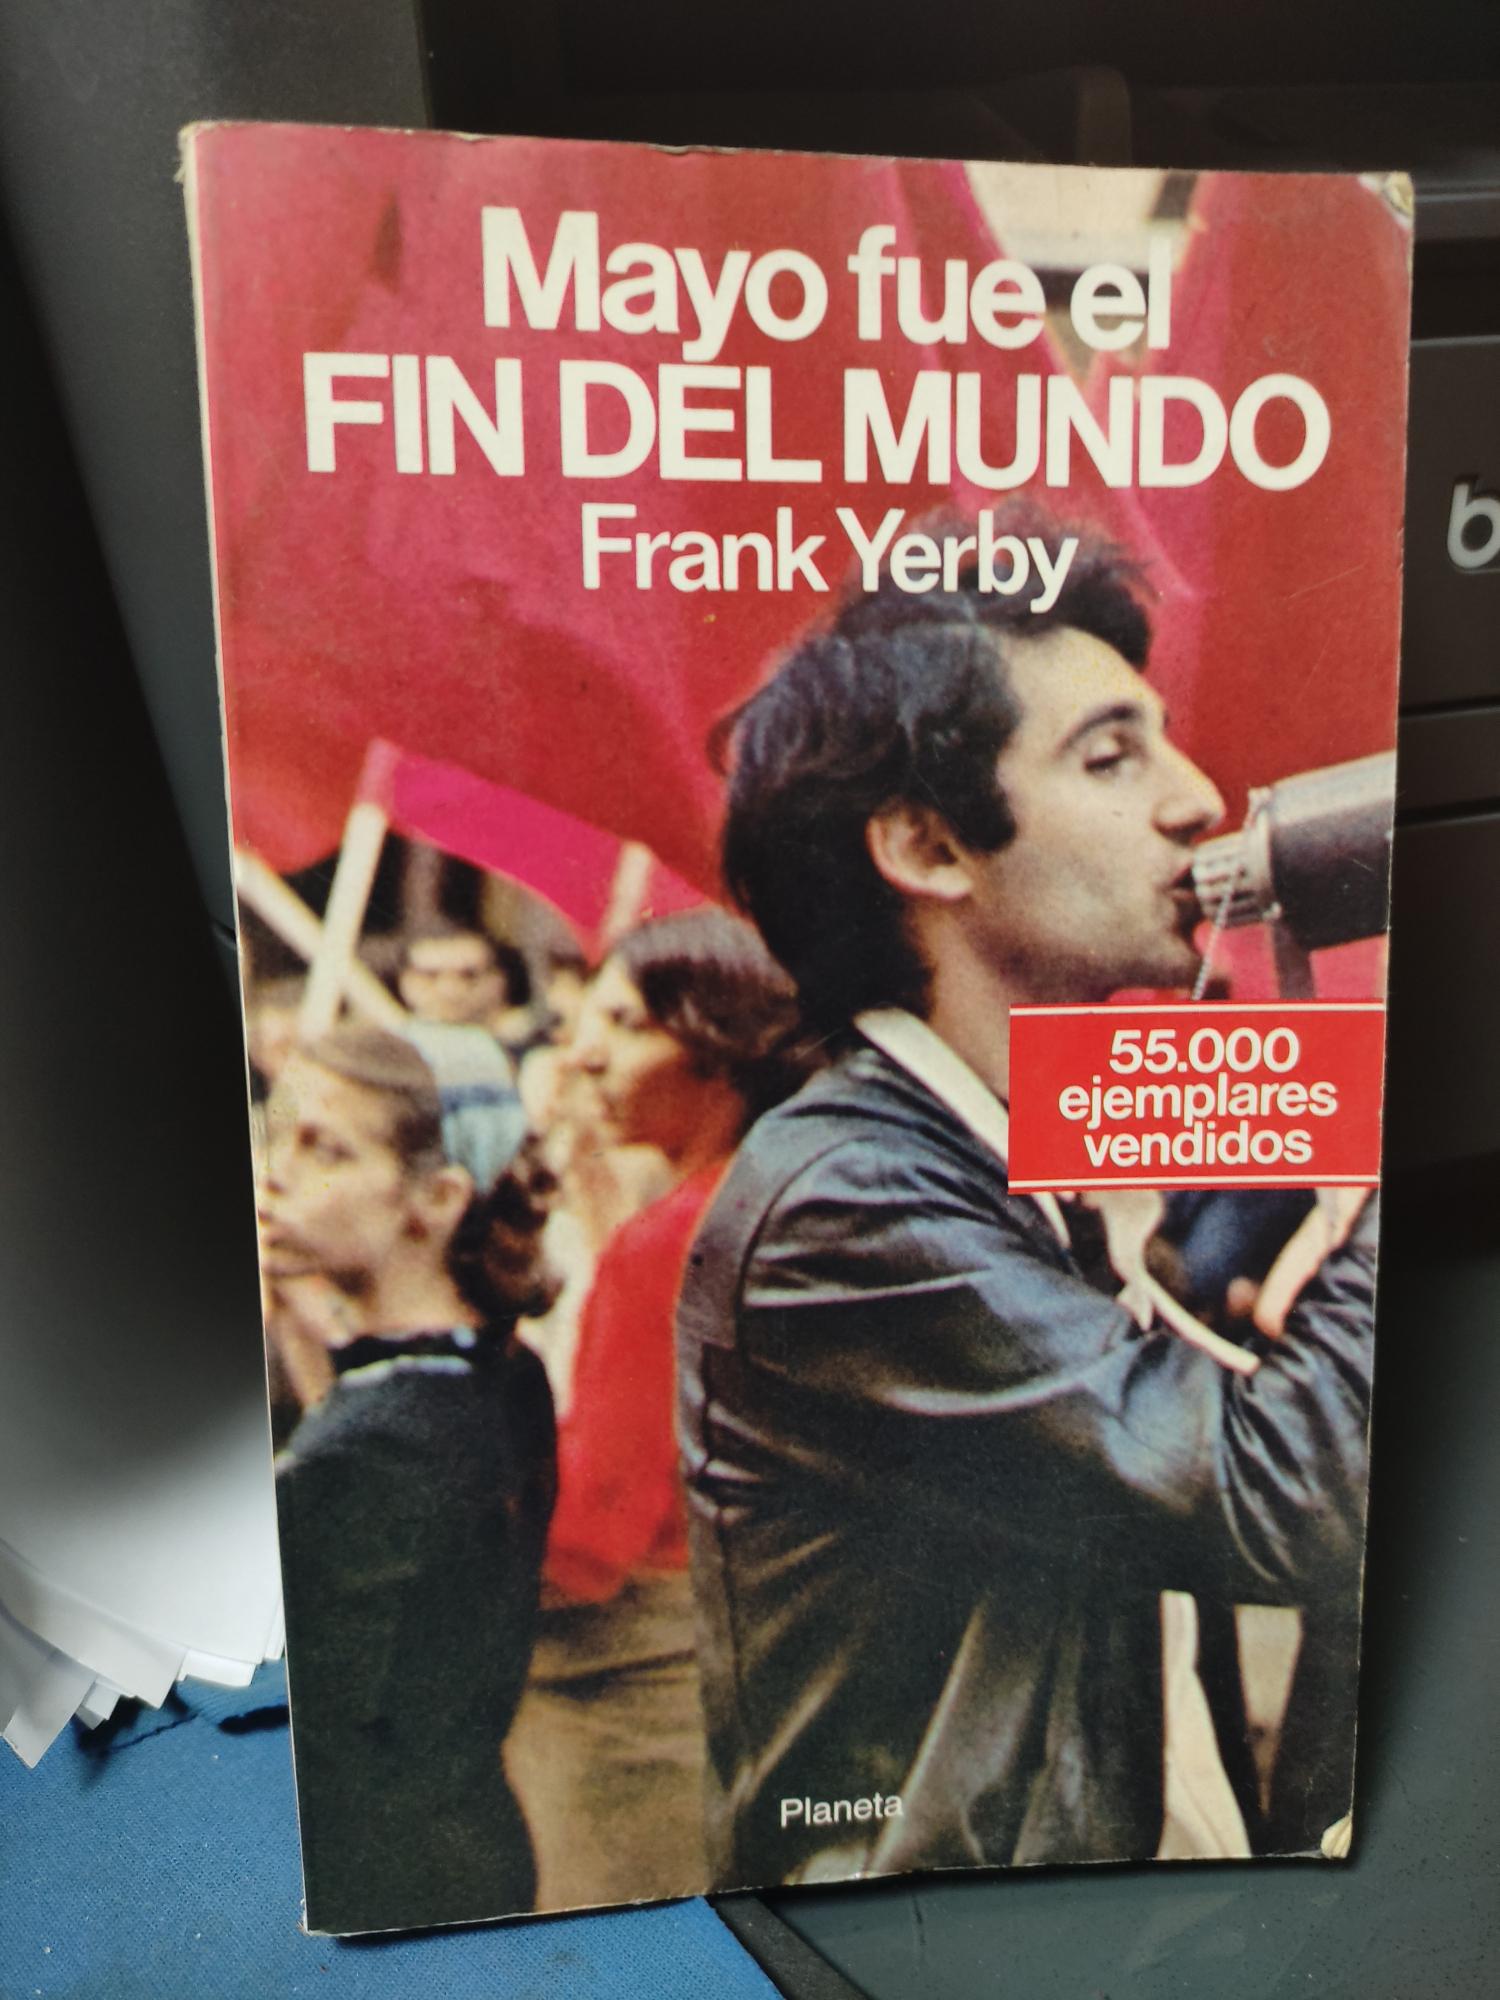 Mayo fue el
FIN DEL MUNDO
Frank Yerby
55.000
ejemplares
vendidos
Planeta